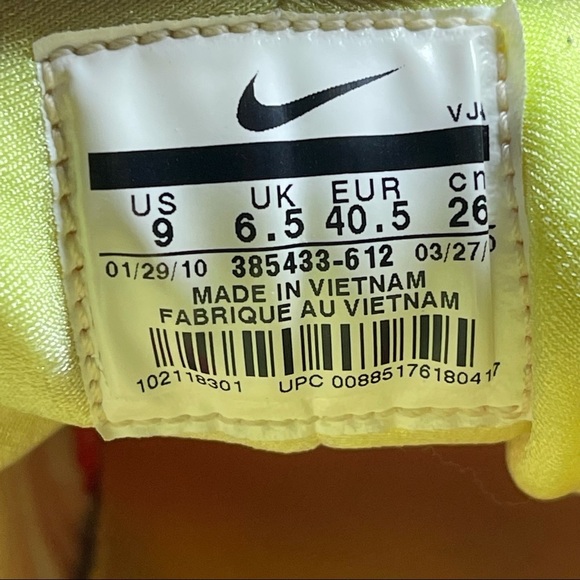 VJ
US UK EUR cm
9 6.5 40.5 26
01/29/10 385433-612 03/27/
MADE IN VIETNAM
FABRIQUE AU VIETNAM
102118301 UPC 00885176180417